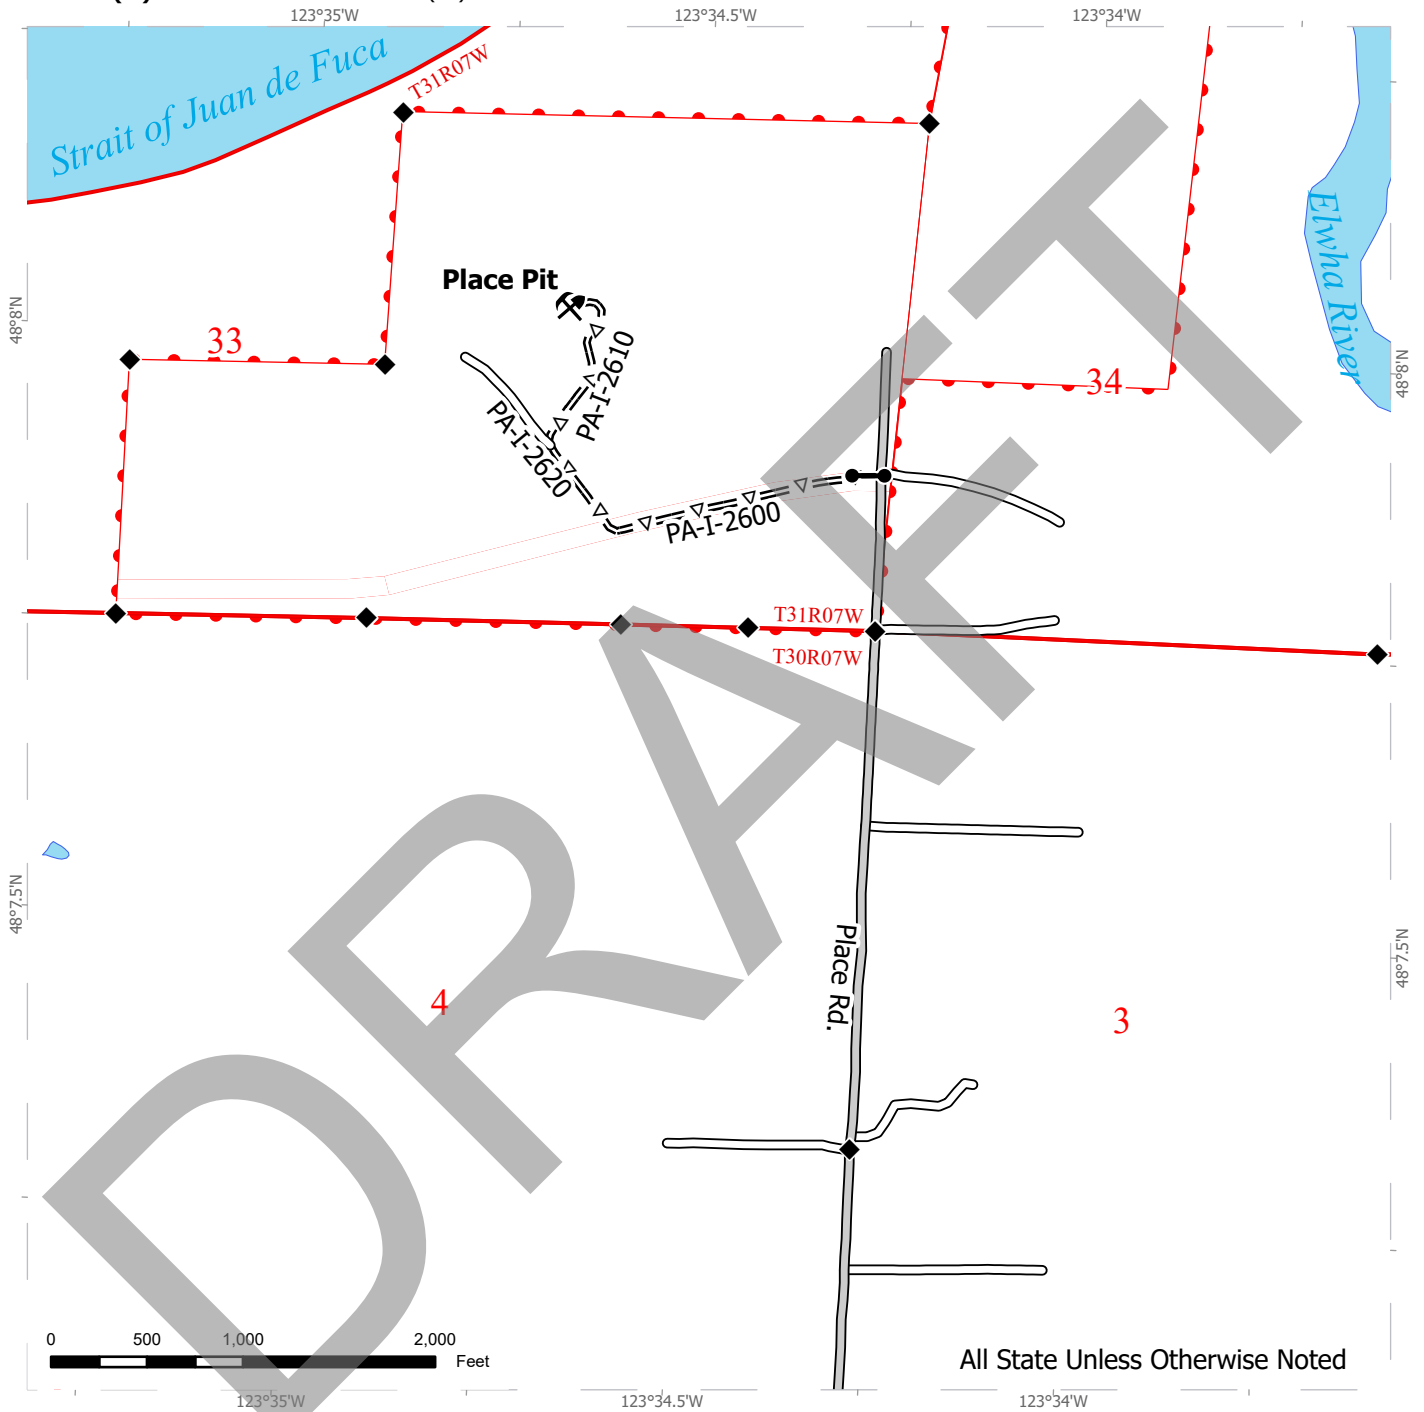 123°35'W 123°34.5'W 123°34'W
Strait of Juan de Fuca
T31R07W
Elwha River
Place Pit
48°8'N
33
48°8'N
34
PA-I-2610
PA-I-2620
PA-I-2600
T31R07W
T30R07W
DRAFT
48°7.5'N
48°7.5'N
Place Rd.
4
3
0 500 1,000 2,000
Feet
All State Unless Otherwise Noted
123°35'W 123°34.5'W 123°34'W